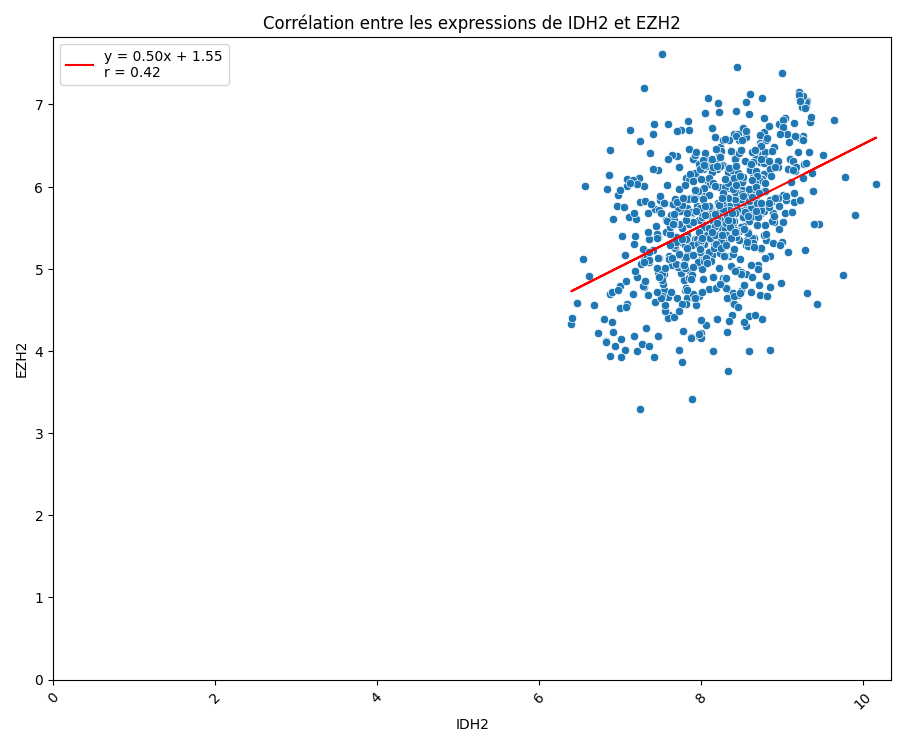 Corrélation entre les expressions de IDH2 et EZH2
y = 0.50x + 1.55
r = 0.42
7
6
5
4
3
2
1
0
EZH2
0
2
4
6
8
10
IDH2